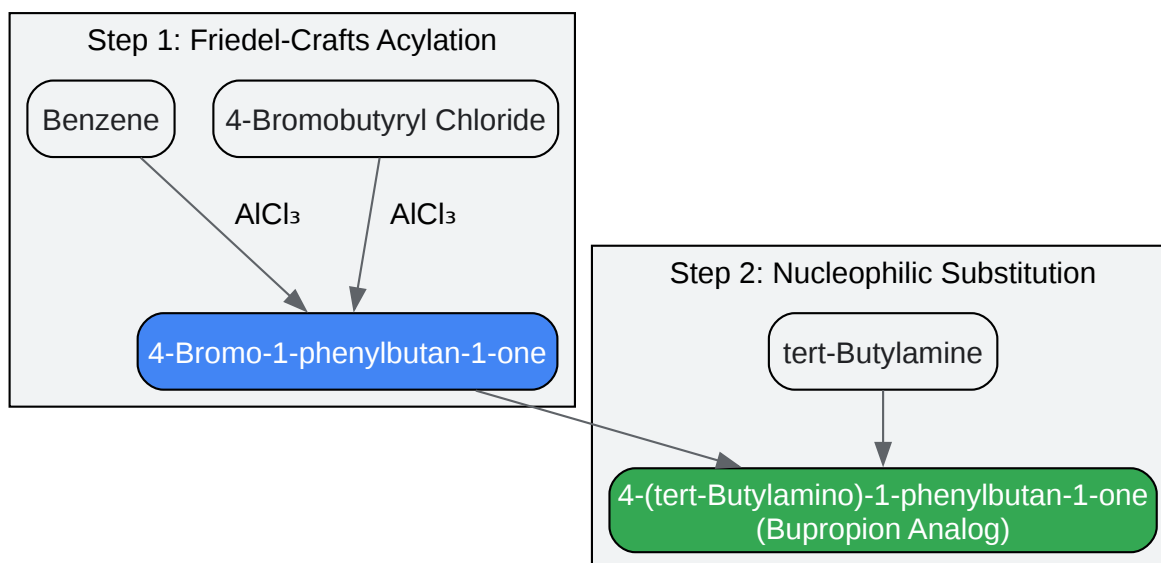 Step 1: Friedel-Crafts Acylation
Benzene
4-Bromobutyryl Chloride
AlCl₃
AlCl₃
4-Bromo-1-phenylbutan-1-one
Step 2: Nucleophilic Substitution
tert-Butylamine
4-(tert-Butylamino)-1-phenylbutan-1-one
(Bupropion Analog)